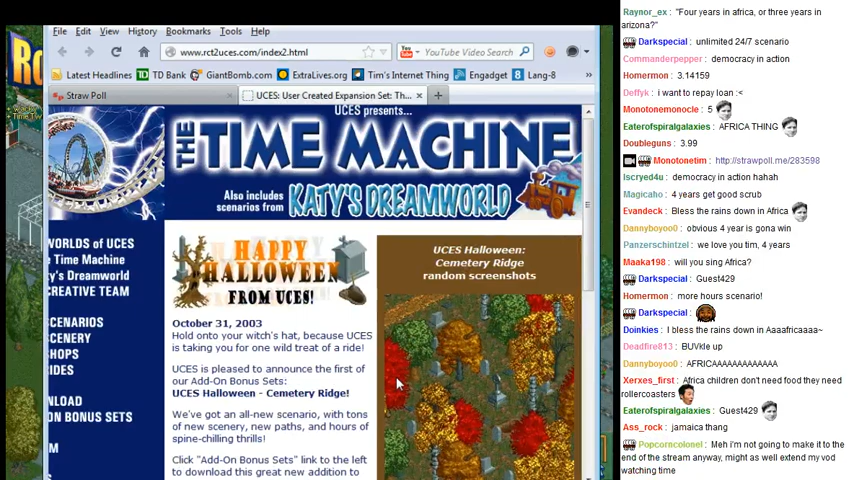 File Edit View History Bookmarks Tools Help
www.rct2uces.com/index2.html
YouTube Video Search
Latest Headlines TD Bank GiantBomb.com ExtraLives.org Tim's Internet Thing Engadget Lang-8 »
Straw Poll
UCES: User Created Expansion Set: Th...
UCES presents...
THE TIME MACHINE
Also includes scenarios from KATY'S DREAMWORLD
WORLDS of UCES
e Time Machine
y's Dreamworld
CREATIVE TEAM
CENARIOS
CENERY
HOPS
IDES
NLOAD
ON BONUS SETS
M
HAPPY
HALLOWEEN
FROM UCES!
October 31, 2003
Hold onto your witch's hat, because UCES
is taking you for one wild treat of a ride!
UCES is pleased to announce the first of
our Add-On Bonus Sets:
UCES Halloween - Cemetery Ridge!
We've got an all-new scenario, with tons
of new scenery, new paths, and hours of
spine-chilling thrills!
Click "Add-On Bonus Sets" link to the left
to download this great new addition to
UCES Halloween:
Cemetery Ridge
random screenshots
Raynor_ex : "Four years in africa, or three years in
arizona?"
Darkspecial : unlimited 24/7 scenario
Commanderpepper : democracy in action
Homermon : 3.14159
Deffyk : i want to repay loan :<
Monotonemonocle : 5
Eaterofspiralgalaxies : AFRICA THING
Doubleguns : 3.99
Monotonetim : http://strawpoll.me/283598
Iscryed4u : democracy in action hahah
Magicaho : 4 years get good scrub
Evandeck : Bless the rains down in Africa
Dannyboyoo0 : obvious 4 year is gona win
Panzerschintzel : we love you tim, 4 years
Maaka198 : will you sing Africa?
Darkspecial : Guest429
Homermon : more hours scenario!
Darkspecial :
Doinkies : I bless the rains down in Aaaafricaaaa~
Deadfire813 : BUVkle up
Dannyboyoo0 : AFRICAAAAAAAAAAAA
Xerxes_first : Africa children don't need food they need
rollercoasters
Eaterofspiralgalaxies : Guest429
Ass_rock : jamaica thang
Popcorncolonel : Meh i'm not going to make it to the
end of the stream anyway, might as well extend my vod
watching time